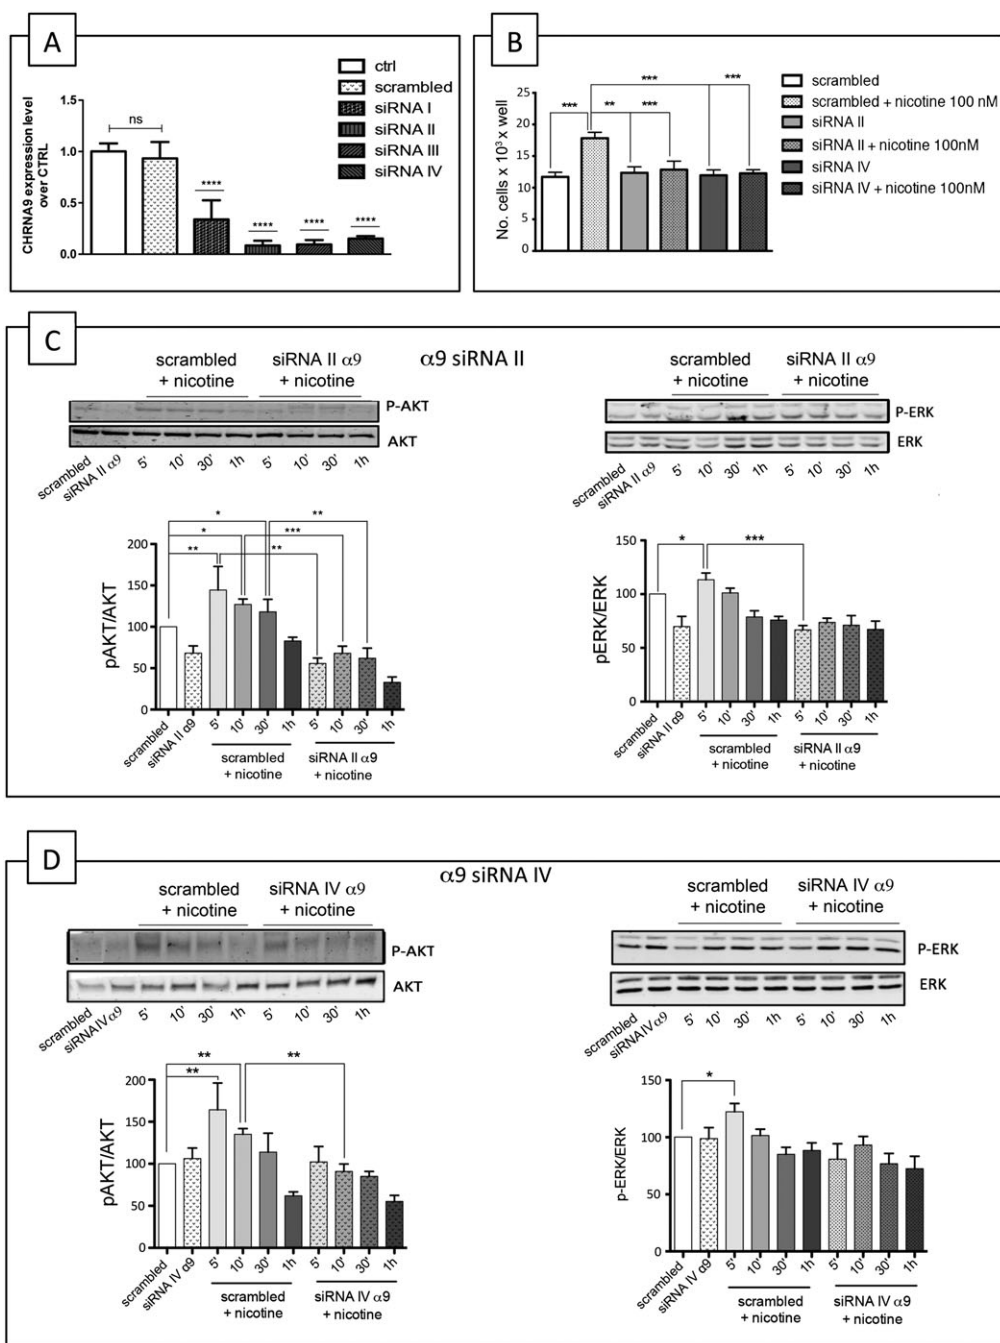 A
ctrl
scrambled
siRNA I
siRNA II
siRNA III
siRNA IV
CHRNA9 expression level
over CTRL
1.5
1.0
0.5
0.0
ns
****
****
****
****
B
scrambled
scrambled + nicotine 100 nM
siRNA II
siRNA II + nicotine 100nM
siRNA IV
siRNA IV + nicotine 100nM
No. cells x 10³ x well
25
20
15
10
5
0
***
***
***
**
***
C
α9 siRNA II
scrambled
+ nicotine
siRNA II α9
+ nicotine
P-AKT
AKT
scrambled
siRNA II α9
5'
10'
30'
1h
5'
10'
30'
1h
pAKT/AKT
200
150
100
50
0
*
**
*
***
**
**
scrambled
siRNA II α9
5'
10'
30'
1h
5'
10'
30'
1h
scrambled
+ nicotine
siRNA II α9
+ nicotine
scrambled
+ nicotine
siRNA II α9
+ nicotine
P-ERK
ERK
scrambled
siRNA II α9
5'
10'
30'
1h
5'
10'
30'
1h
pERK/ERK
150
100
50
0
*
***
scrambled
siRNA II α9
5'
10'
30'
1h
5'
10'
30'
1h
scrambled
+ nicotine
siRNA II α9
+ nicotine
D
α9 siRNA IV
scrambled
+ nicotine
siRNA IV α9
+ nicotine
P-AKT
AKT
scrambled
siRNA IV α9
5'
10'
30'
1h
5'
10'
30'
1h
pAKT/AKT
200
150
100
50
0
**
**
**
scrambled
siRNA IV α9
5'
10'
30'
1h
5'
10'
30'
1h
scrambled
+ nicotine
siRNA IV α9
+ nicotine
scrambled
+ nicotine
siRNA IV α9
+ nicotine
P-ERK
ERK
scrambled
siRNA IV α9
5'
10'
30'
1h
5'
10'
30'
1h
p-ERK/ERK
150
100
50
0
*
scrambled
siRNA IV α9
5'
10'
30'
1h
5'
10'
30'
1h
scrambled
+ nicotine
siRNA IV α9
+ nicotine